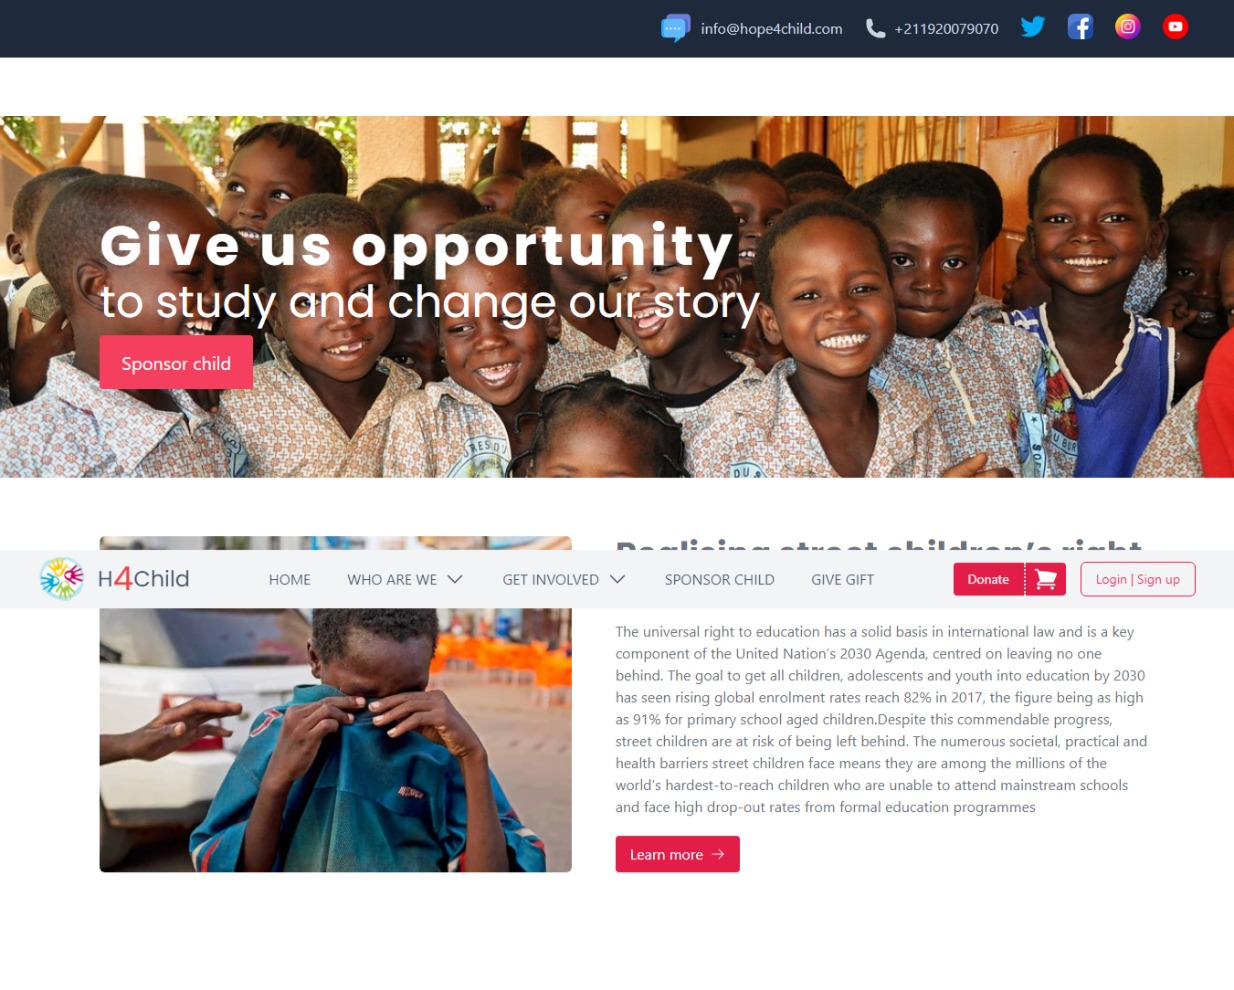 info@hope4child.com +211920079070
Give us opportunity
to study and change our story
Sponsor child
Realising street children's right
H4Child HOME WHO ARE WE GET INVOLVED SPONSOR CHILD GIVE GIFT Donate Login | Sign up
The universal right to education has a solid basis in international law and is a key
component of the United Nation's 2030 Agenda, centred on leaving no one
behind. The goal to get all children, adolescents and youth into education by 2030
has seen rising global enrolment rates reach 82% in 2017, the figure being as high
as 91% for primary school aged children.Despite this commendable progress,
street children are at risk of being left behind. The numerous societal, practical and
health barriers street children face means they are among the millions of the
world's hardest-to-reach children who are unable to attend mainstream schools
and face high drop-out rates from formal education programmes
Learn more